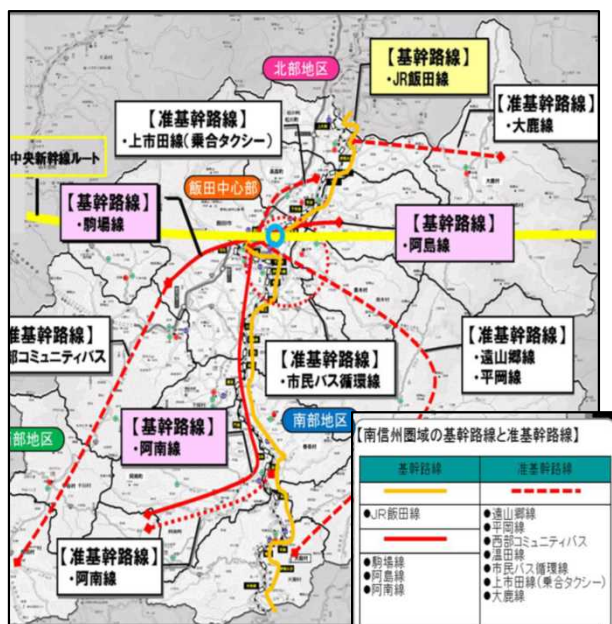 北部地区
【基幹路線】
・JR飯田線
【准基幹路線】
・大鹿線
【准基幹路線】
・上市田線(乗合タクシー)
中央新幹線ルート
飯田中心部
【基幹路線】
・駒場線
【基幹路線】
・阿島線
准基幹路線】
部コミュニティバス
【准基幹路線】
・市民バス循環線
【准基幹路線】
・遠山郷線
・平岡線
【基幹路線】
・阿南線
南部地区
部地区
【准基幹路線】
・阿南線
【南信州圏域の基幹路線と准基幹路線】
基幹路線
准基幹路線
●JR飯田線
●駒場線
●阿島線
●阿南線
●遠山郷線
●平岡線
●西部コミュニティバス
●温田線
●市民バス循環線
●上市田線(乗合タクシー)
●大鹿線